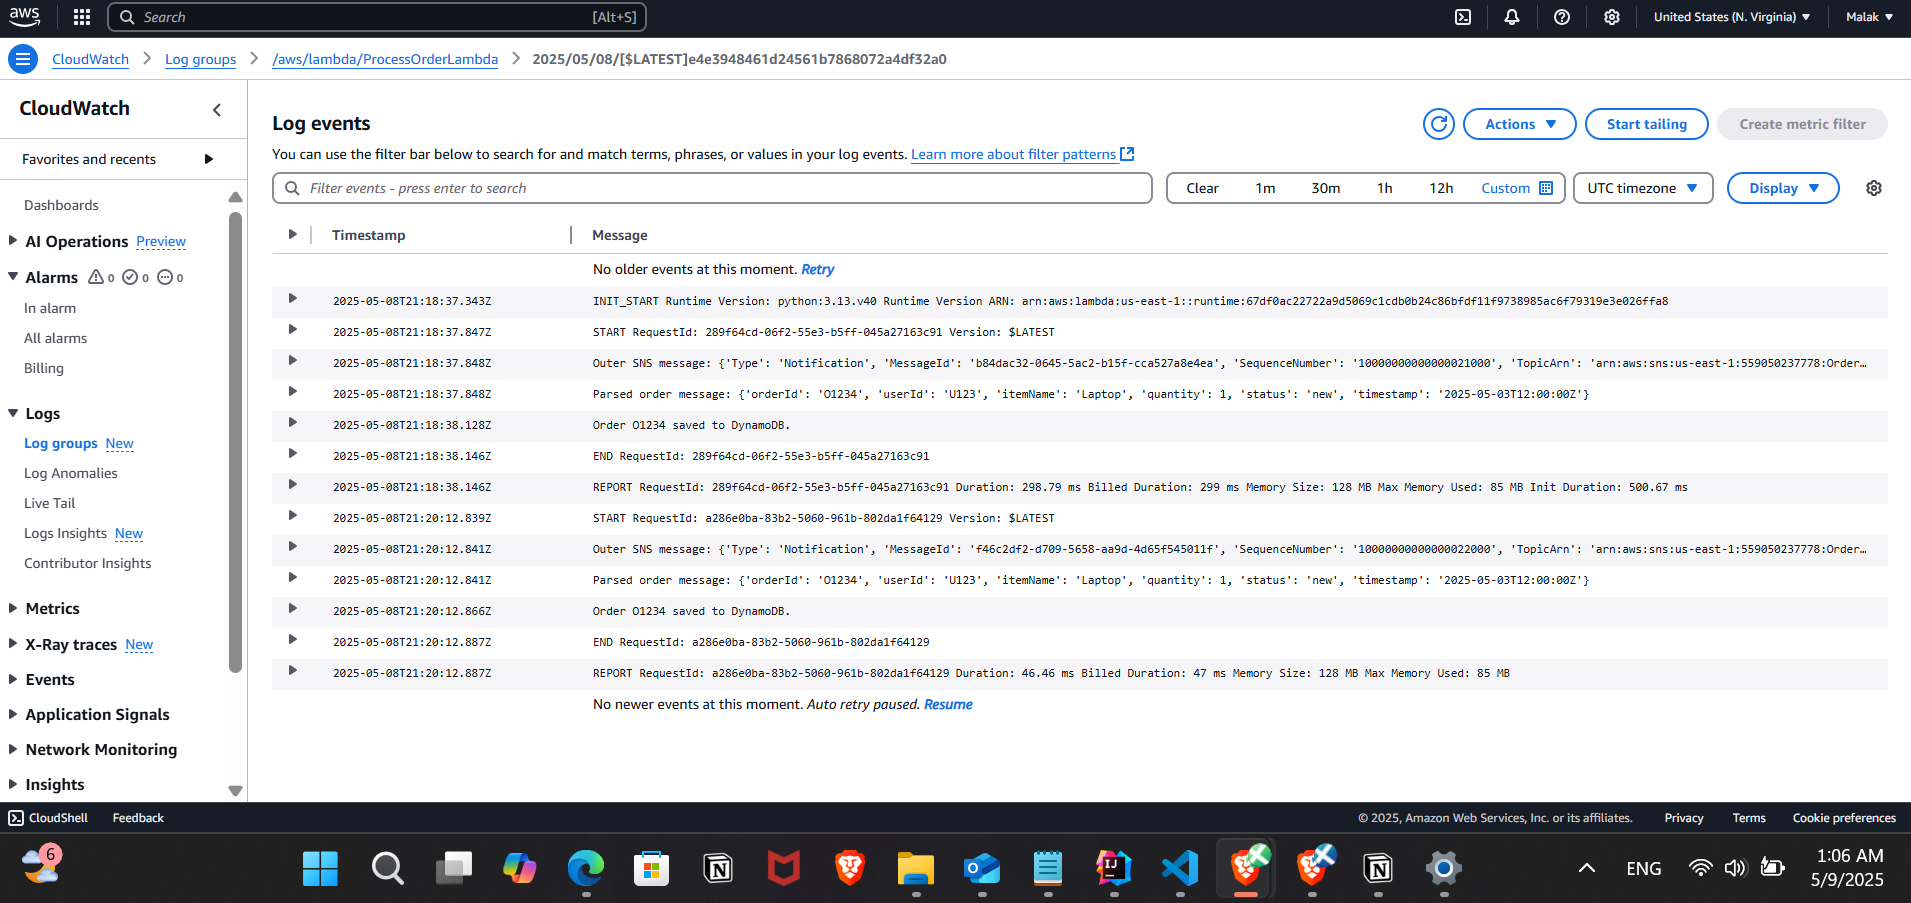 aws
Search [Alt+S]
United States (N. Virginia)
Malak
CloudWatch
Log groups
/aws/lambda/ProcessOrderLambda
2025/05/08/[$LATEST]e4e3948461d24561b7868072a4df32a0
CloudWatch
Favorites and recents
Dashboards
AI Operations Preview
Alarms 0 0 0
In alarm
All alarms
Billing
Logs
Log groups New
Log Anomalies
Live Tail
Logs Insights New
Contributor Insights
Metrics
X-Ray traces New
Events
Application Signals
Network Monitoring
Insights
Log events
Actions
Start tailing
Create metric filter
You can use the filter bar below to search for and match terms, phrases, or values in your log events. Learn more about filter patterns
Filter events - press enter to search
Clear 1m 30m 1h 12h Custom
UTC timezone
Display
Timestamp Message
No older events at this moment. Retry
2025-05-08T21:18:37.343Z INIT_START Runtime Version: python:3.13.v40 Runtime Version ARN: arn:aws:lambda:us-east-1::runtime:67df0ac22722a9d5069c1cdb0b24c86bfdf11f9738985ac6f79319e3e026ffa8
2025-05-08T21:18:37.847Z START RequestId: 289f64cd-06f2-55e3-b5ff-045a27163c91 Version: $LATEST
2025-05-08T21:18:37.848Z Outer SNS message: {'Type': 'Notification', 'MessageId': 'b84dac32-0645-5ac2-b15f-cca527a8e4ea', 'SequenceNumber': '10000000000000021000', 'TopicArn': 'arn:aws:sns:us-east-1:559050237778:Order…
2025-05-08T21:18:37.848Z Parsed order message: {'orderId': 'O1234', 'userId': 'U123', 'itemName': 'Laptop', 'quantity': 1, 'status': 'new', 'timestamp': '2025-05-03T12:00:00Z'}
2025-05-08T21:18:38.128Z Order O1234 saved to DynamoDB.
2025-05-08T21:18:38.146Z END RequestId: 289f64cd-06f2-55e3-b5ff-045a27163c91
2025-05-08T21:18:38.146Z REPORT RequestId: 289f64cd-06f2-55e3-b5ff-045a27163c91 Duration: 298.79 ms Billed Duration: 299 ms Memory Size: 128 MB Max Memory Used: 85 MB Init Duration: 500.67 ms
2025-05-08T21:20:12.839Z START RequestId: a286e0ba-83b2-5060-961b-802da1f64129 Version: $LATEST
2025-05-08T21:20:12.841Z Outer SNS message: {'Type': 'Notification', 'MessageId': 'f46c2df2-d709-5658-aa9d-4d65f545011f', 'SequenceNumber': '10000000000000022000', 'TopicArn': 'arn:aws:sns:us-east-1:559050237778:Order…
2025-05-08T21:20:12.841Z Parsed order message: {'orderId': 'O1234', 'userId': 'U123', 'itemName': 'Laptop', 'quantity': 1, 'status': 'new', 'timestamp': '2025-05-03T12:00:00Z'}
2025-05-08T21:20:12.866Z Order O1234 saved to DynamoDB.
2025-05-08T21:20:12.887Z END RequestId: a286e0ba-83b2-5060-961b-802da1f64129
2025-05-08T21:20:12.887Z REPORT RequestId: a286e0ba-83b2-5060-961b-802da1f64129 Duration: 46.46 ms Billed Duration: 47 ms Memory Size: 128 MB Max Memory Used: 85 MB
No newer events at this moment. Auto retry paused. Resume
CloudShell Feedback
© 2025, Amazon Web Services, Inc. or its affiliates. Privacy Terms Cookie preferences
6
ENG
1:06 AM
5/9/2025